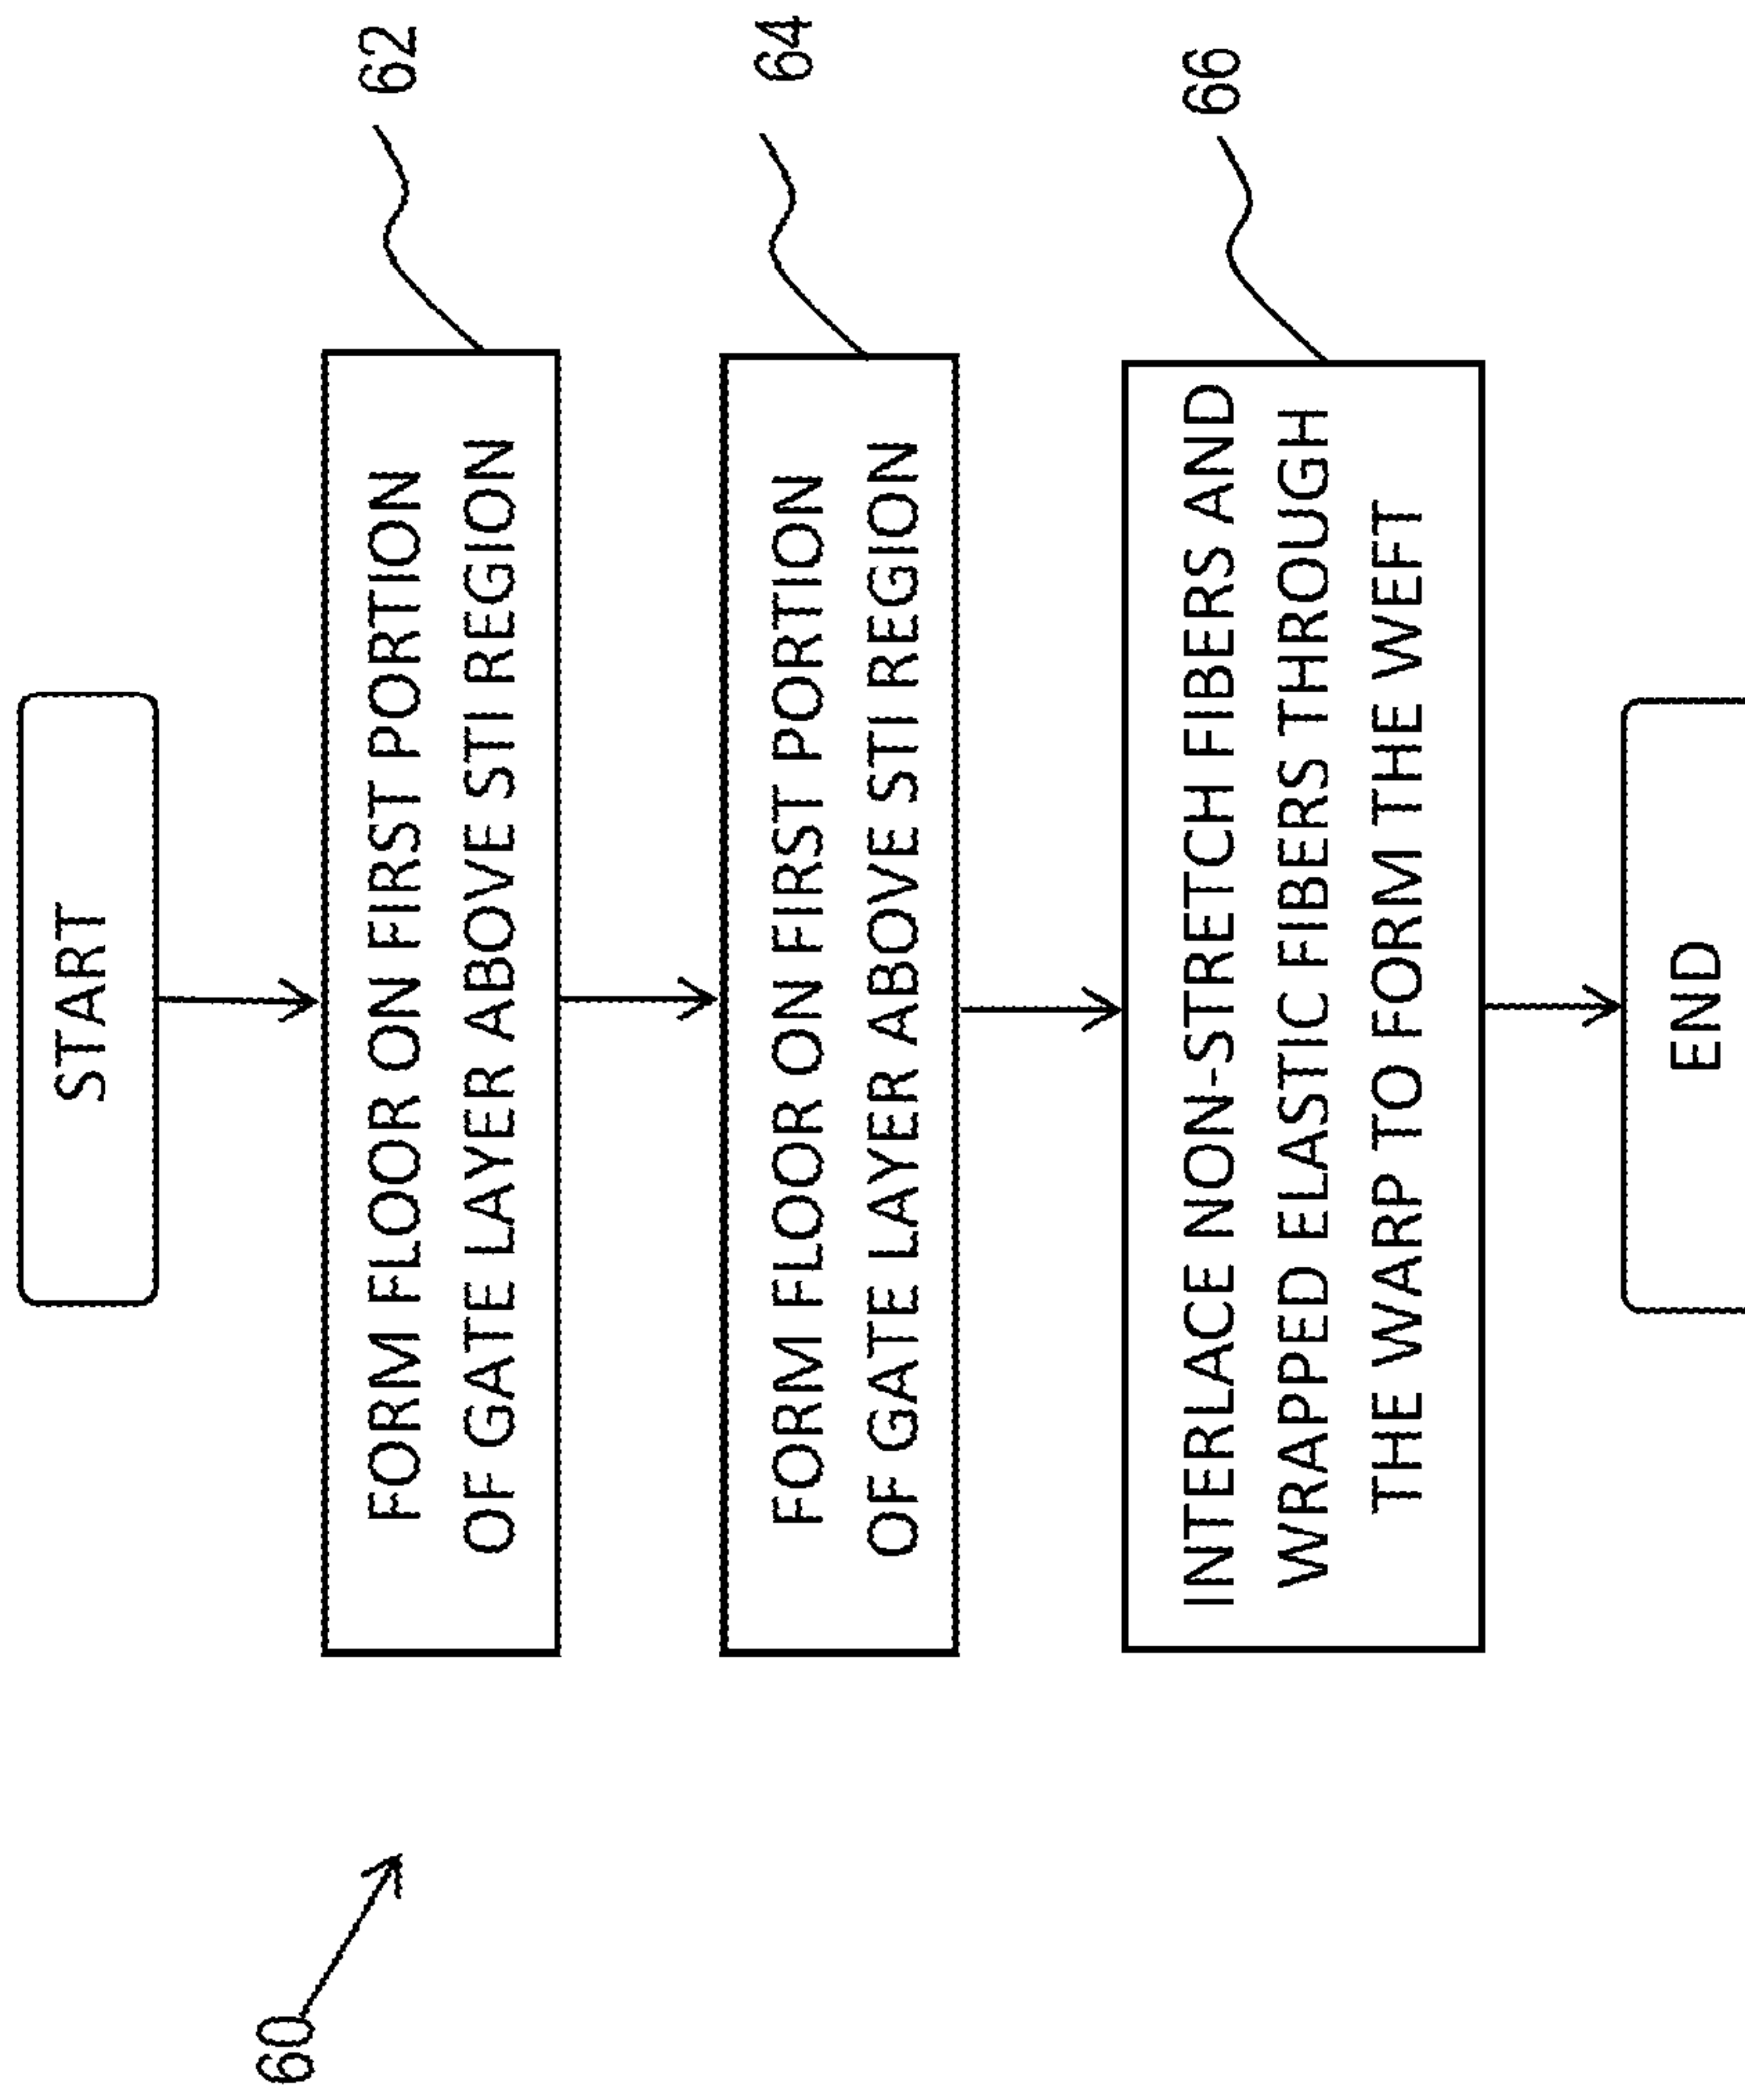 START
FORM FLOOR ON FIRST PORTION
OF GATE LAYER ABOVE STI REGION
62
FORM FLOOR ON FIRST PORTION
OF GATE LAYER ABOVE STI REGION
64
INTERLACE NON-STRETCH FIBERS AND
WRAPPED ELASTIC FIBERS THROUGH
THE WARP TO FORM THE WEFT
66
END
60